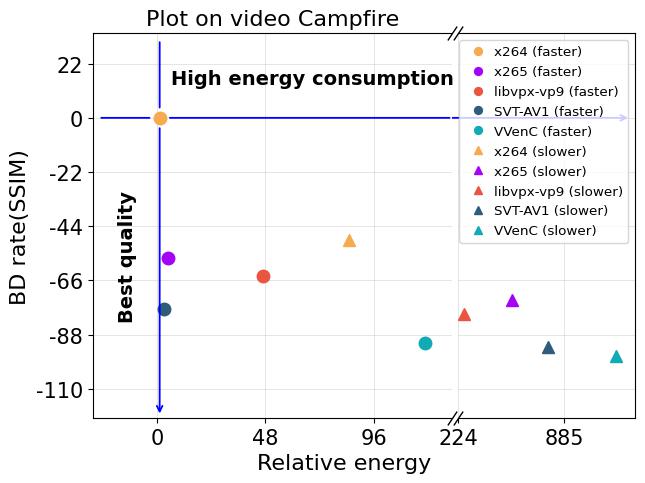 Plot on video Campfire
High energy consumption
Best quality
BD rate(SSIM)
22
0
-22
-44
-66
-88
-110
x264 (faster)
x265 (faster)
libvpx-vp9 (faster)
SVT-AV1 (faster)
VVenC (faster)
x264 (slower)
x265 (slower)
libvpx-vp9 (slower)
SVT-AV1 (slower)
VVenC (slower)
0 48 96 224 885
Relative energy